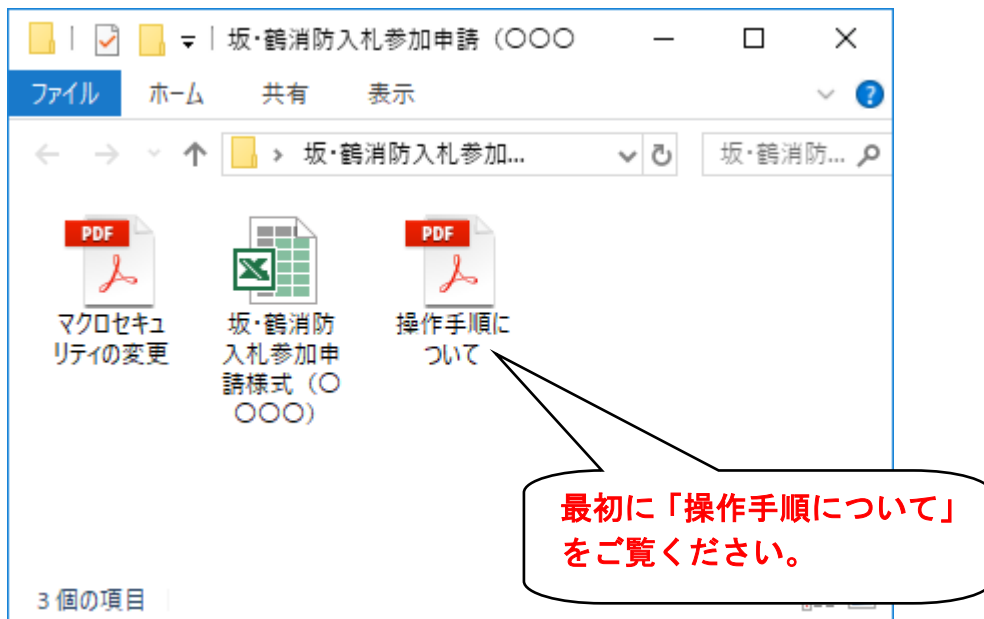 坂・鶴消防入札参加申請（〇〇〇
ファイル ホーム 共有 表示
坂・鶴消防入札参加... 坂・鶴消防...
PDF
マクロセキュ
リティの変更
坂・鶴消防
入札参加申
請様式（〇
〇〇〇）
PDF
操作手順に
ついて
最初に「操作手順について」
をご覧ください。
3 個の項目